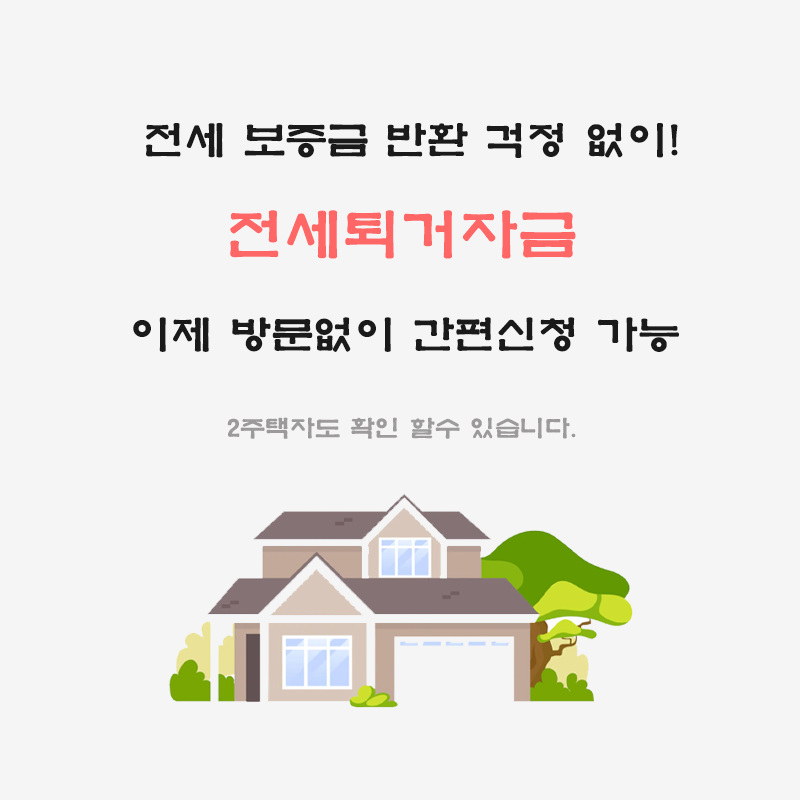 전세 보증금 반환 걱정 없이!
전세퇴거자금
이제 방문없이 간편신청 가능
2주택자도 확인 할수 있습니다.